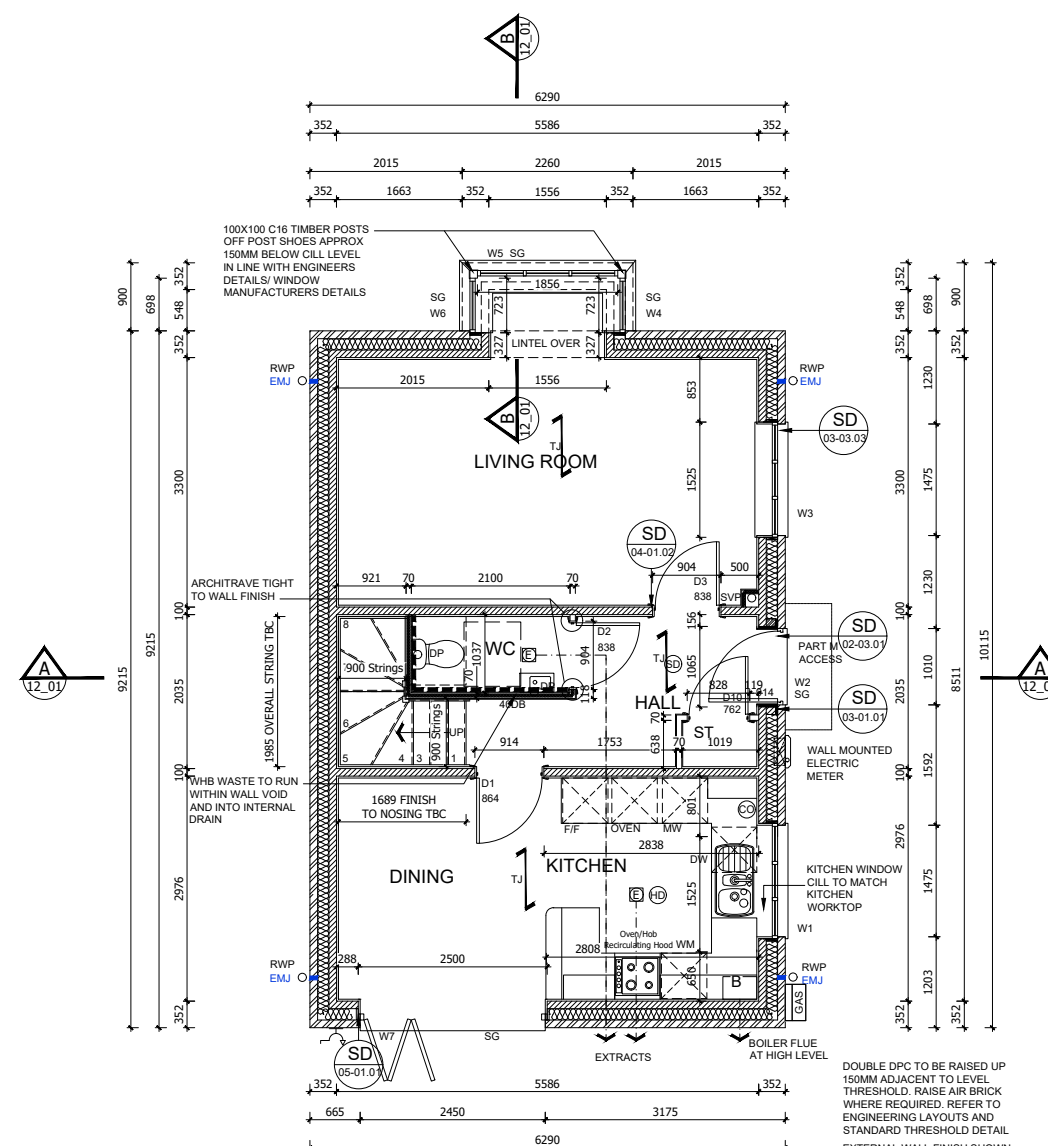 B
12_01
6290
352
5586
352
2015
2260
2015
352
1663
352
1556
352
1663
352
100X100 C16 TIMBER POSTS
OFF POST SHOES APPROX
150MM BELOW CILL LEVEL
IN LINE WITH ENGINEERS
DETAILS/ WINDOW
MANUFACTURERS DETAILS
W5 SG
1856
SG
W6
723
723
SG
W4
LINTEL OVER
327
327
900
698
352
548
352
352
548
698
900
352
RWP
EMJ
RWP
EMJ
2015
1556
853
B
12_01
TJ
LIVING ROOM
1525
SD
03-03.03
W3
3300
3300
1230
1475
1230
SD
04-01.02
904
500
D3
838
SVP
921
70
2100
70
ARCHITRAVE TIGHT
TO WALL FINISH
100
100
156
8
WC
D2
838
DP
E
1037
904
70
118
DP
TJ
SD
1065
PART M
ACCESS
SD
02-03.01
W2
SG
SD
03-01.01
A
12_01
A
9215
9215
2035
1985 OVERALL STRING TBC
900 Strings
6
5
4
3
1
UP
900 Strings
HALL
828
119
D10
762
ST
70
638
914
1753
70
1019
1010
2035
8511
10115
1592
WALL MOUNTED
ELECTRIC
METER
WHB WASTE TO RUN
WITHIN WALL VOID
AND INTO INTERNAL
DRAIN
100
100
D1
864
1689 FINISH
TO NOSING TBC
F/F
OVEN
MW
801
CO
2838
DW
DINING
TJ
KITCHEN
1525
E
HD
KITCHEN WINDOW
CILL TO MATCH
KITCHEN
WORKTOP
W1
2976
2976
1475
1203
Oven/Hob
Recirculating Hood
WM
2808
650
B
288
2500
RWP
EMJ
RWP
EMJ
GAS
352
352
352
W7
SG
SD
05-01.01
EXTRACTS
BOILER FLUE
AT HIGH LEVEL
DOUBLE DPC TO BE RAISED UP
150MM ADJACENT TO LEVEL
THRESHOLD. RAISE AIR BRICK
WHERE REQUIRED. REFER TO
ENGINEERING LAYOUTS AND
STANDARD THRESHOLD DETAIL
352
5586
352
665
2450
3175
6290
EXTERNAL WALL FINISH SHOWN